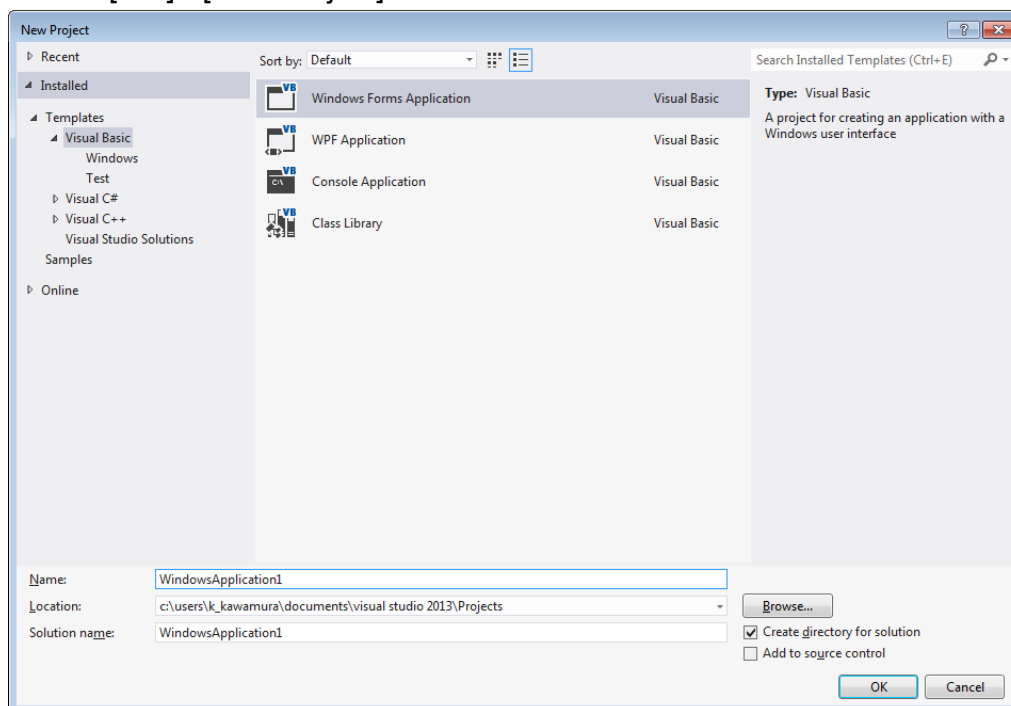 New Project
Recent
Installed
Templates
Visual Basic
Windows
Test
Visual C#
Visual C++
Visual Studio Solutions
Samples
Online
Sort by: Default
VB Windows Forms Application Visual Basic
VB WPF Application Visual Basic
VB C:\ Console Application Visual Basic
VB Class Library Visual Basic
Search Installed Templates (Ctrl+E)
Type: Visual Basic
A project for creating an application with a
Windows user interface
Name: WindowsApplication1
Location: c:\users\k_kawamura\documents\visual studio 2013\Projects
Browse...
Solution name: WindowsApplication1
Create directory for solution
Add to source control
OK Cancel